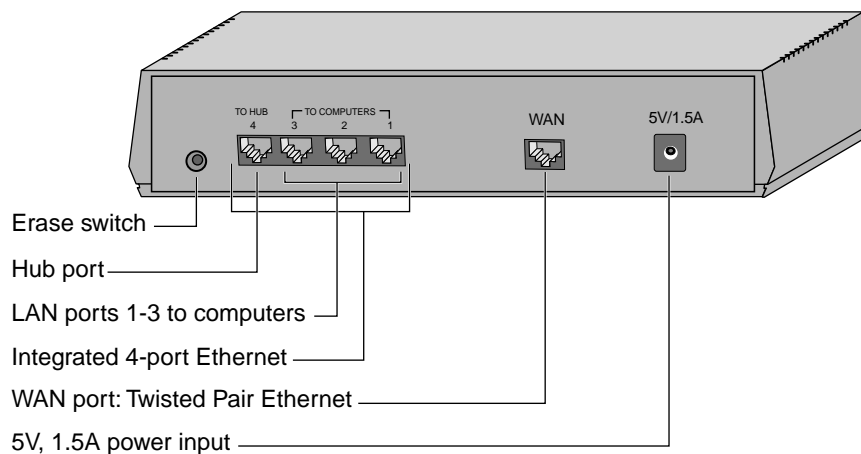 TO HUB
TO COMPUTERS
4 3 2 1
WAN
5V/1.5A
Erase switch
Hub port
LAN ports 1-3 to computers
Integrated 4-port Ethernet
WAN port: Twisted Pair Ethernet
5V, 1.5A power input